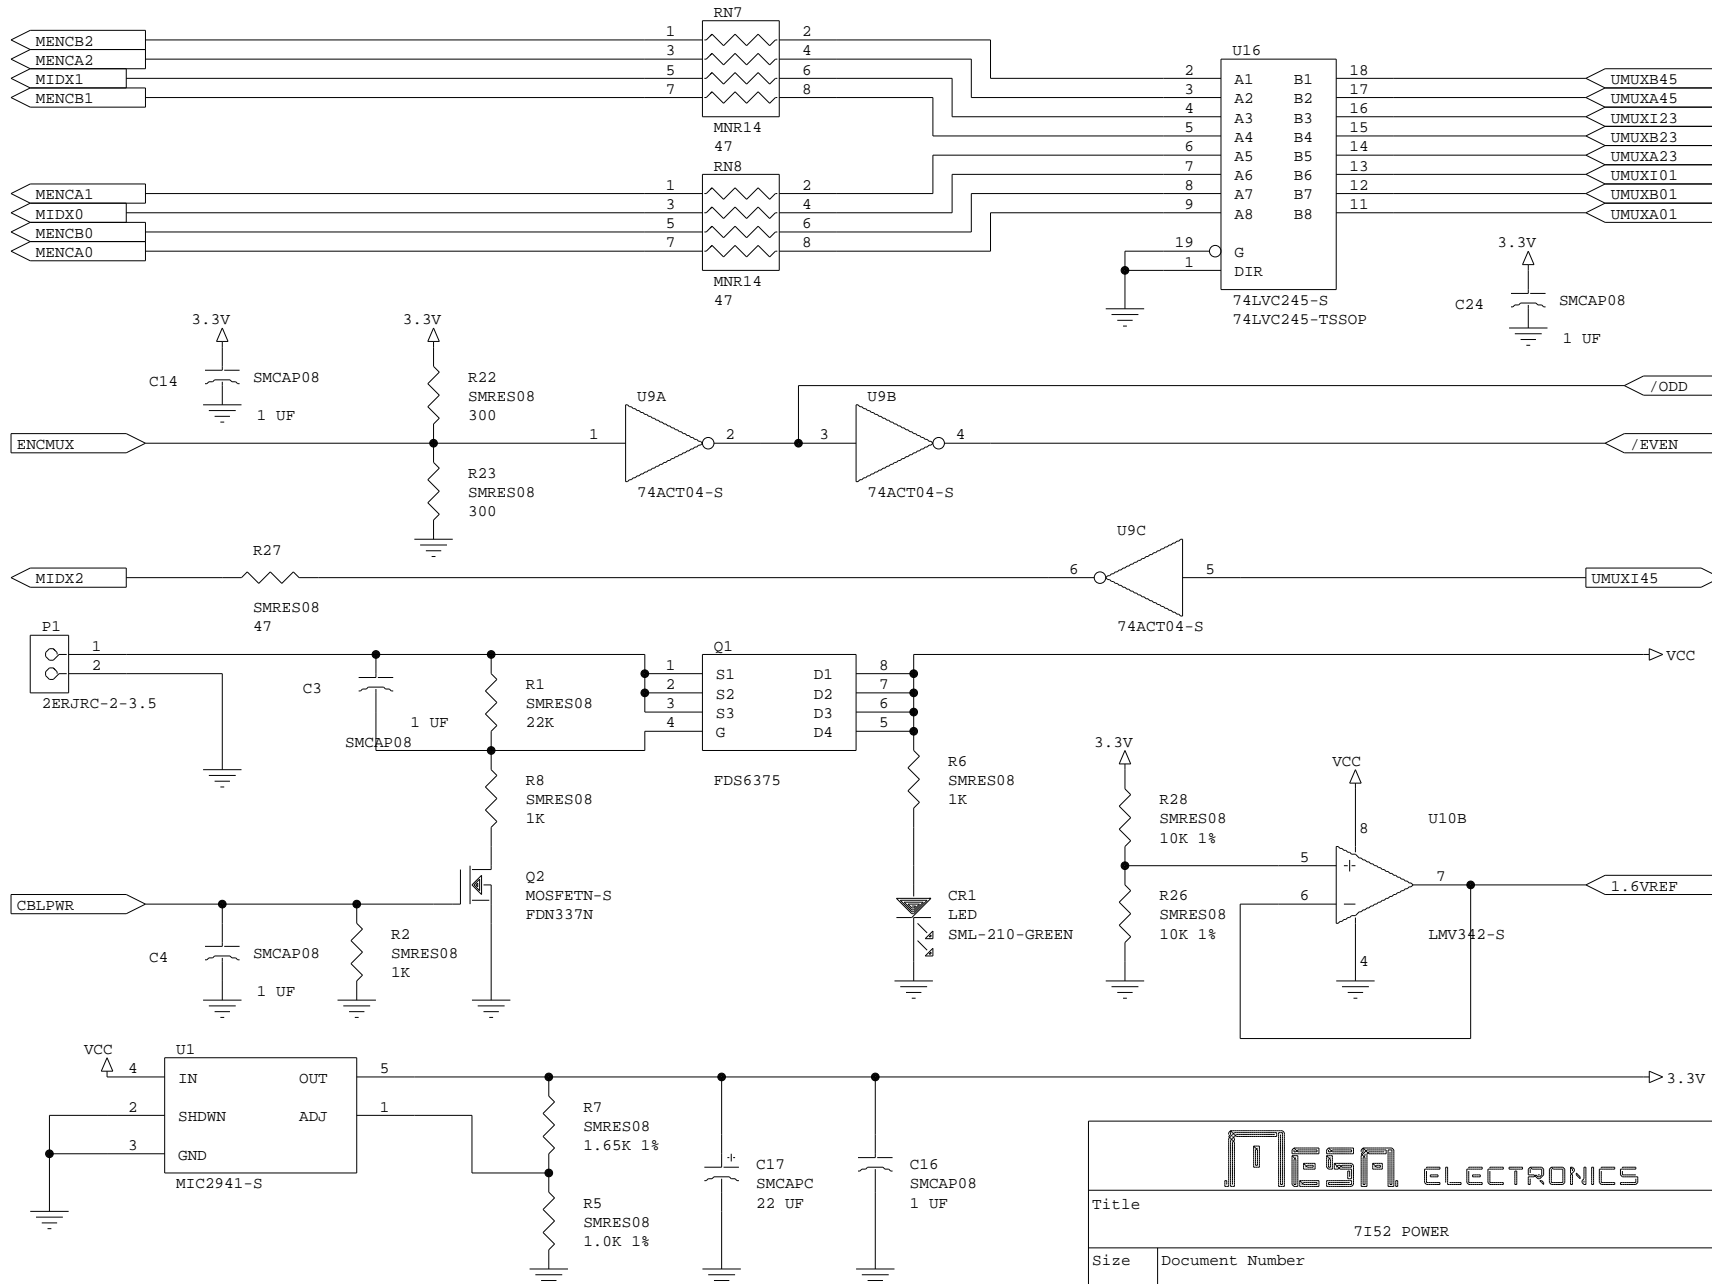 RN7
MENCB2 1 2
MENCA2 3 4
MIDX1 5 6
MENCB1 7 8
MNR14
47
RN8
MENCA1 1 2
MIDX0 3 4
MENCB0 5 6
MENCA0 7 8
MNR14
47
U16
2 A1 B1 18 UMUXB45
3 A2 B2 17 UMUXA45
4 A3 B3 16 UMUXI23
5 A4 B4 15 UMUXB23
6 A5 B5 14 UMUXA23
7 A6 B6 13 UMUXI01
8 A7 B7 12 UMUXB01
9 A8 B8 11 UMUXA01
19 G
1 DIR
74LVC245-S
74LVC245-TSSOP
3.3V
C24 SMCAP08
1 UF
3.3V
C14 SMCAP08
1 UF
3.3V
R22
SMRES08
300
ENCMUX
R23
SMRES08
300
U9A
1 2
74ACT04-S
U9B
3 4
74ACT04-S
/ODD
/EVEN
MIDX2
R27
SMRES08
47
U9C
6 5
74ACT04-S
UMUXI45
P1
1
2
2ERJRC-2-3.5
C3
1 UF
SMCAP08
R1
SMRES08
22K
Q1
1 S1 D1 8
2 S2 D2 7
3 S3 D3 6
4 G D4 5
FDS6375
VCC
R8
SMRES08
1K
R6
SMRES08
1K
Q2
MOSFETN-S
FDN337N
CBLPWR
C4 SMCAP08
1 UF
R2
SMRES08
1K
CR1
LED
SML-210-GREEN
3.3V
R28
SMRES08
10K 1%
R26
SMRES08
10K 1%
VCC
8
U10B
5 +
6 -
7
4
LMV342-S
1.6VREF
VCC
U1
4 IN OUT 5
2 SHDWN ADJ 1
3 GND
MIC2941-S
R7
SMRES08
1.65K 1%
R5
SMRES08
1.0K 1%
+
C17
SMCAPC
22 UF
C16
SMCAP08
1 UF
3.3V
MESA ELECTRONICS
Title
7I52 POWER
Size Document Number